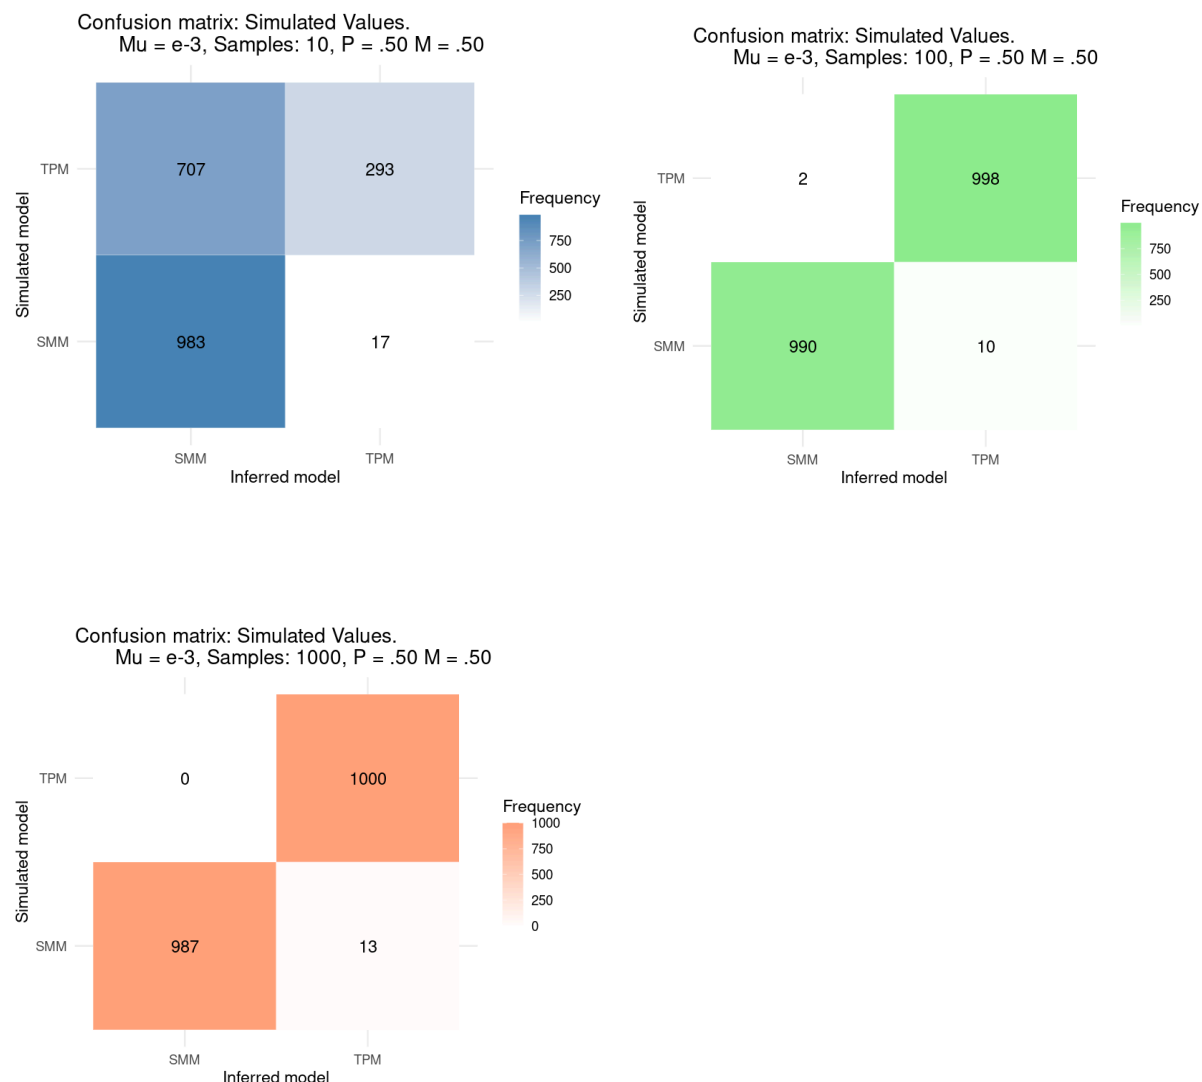 Confusion matrix: Simulated Values.
Mu = e-3, Samples: 10, P = .50 M = .50
TPM
707
293
SMM
983
17
SMM
TPM
Inferred model
Simulated model
Frequency
750
500
250
Confusion matrix: Simulated Values.
Mu = e-3, Samples: 100, P = .50 M = .50
TPM
2
998
SMM
990
10
SMM
TPM
Inferred model
Simulated model
Frequency
750
500
250
Confusion matrix: Simulated Values.
Mu = e-3, Samples: 1000, P = .50 M = .50
TPM
0
1000
SMM
987
13
SMM
TPM
Inferred model
Simulated model
Frequency
1000
750
500
250
0